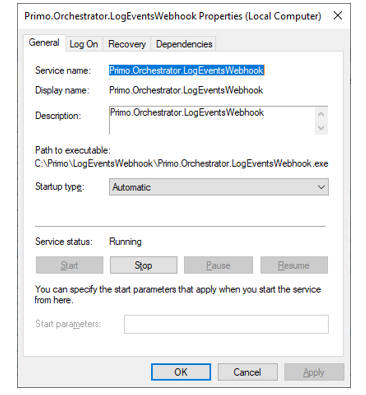 Primo.Orchestrator.LogEventsWebhook Properties (Local Computer)
General Log On Recovery Dependencies
Service name: Primo.Orchestrator.LogEventsWebhook
Display name: Primo.Orchestrator.LogEventsWebhook
Description: Primo.Orchestrator.LogEventsWebhook
Path to executable:
C:\Primo\LogEventsWebhook\Primo.Orchestrator.LogEventsWebhook.exe
Startup type: Automatic
Service status: Running
Start Stop Pause Resume
You can specify the start parameters that apply when you start the service
from here.
Start parameters:
OK Cancel Apply